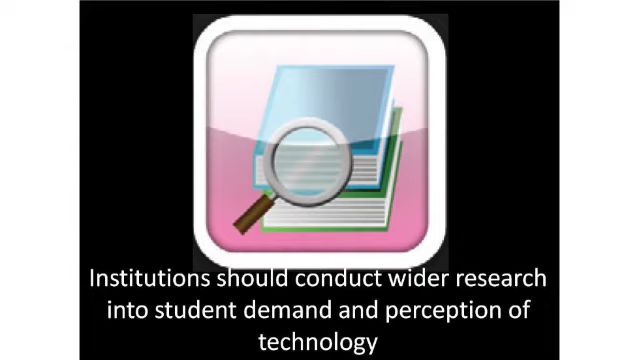 Institutions should conduct wider research
into student demand and perception of
technology